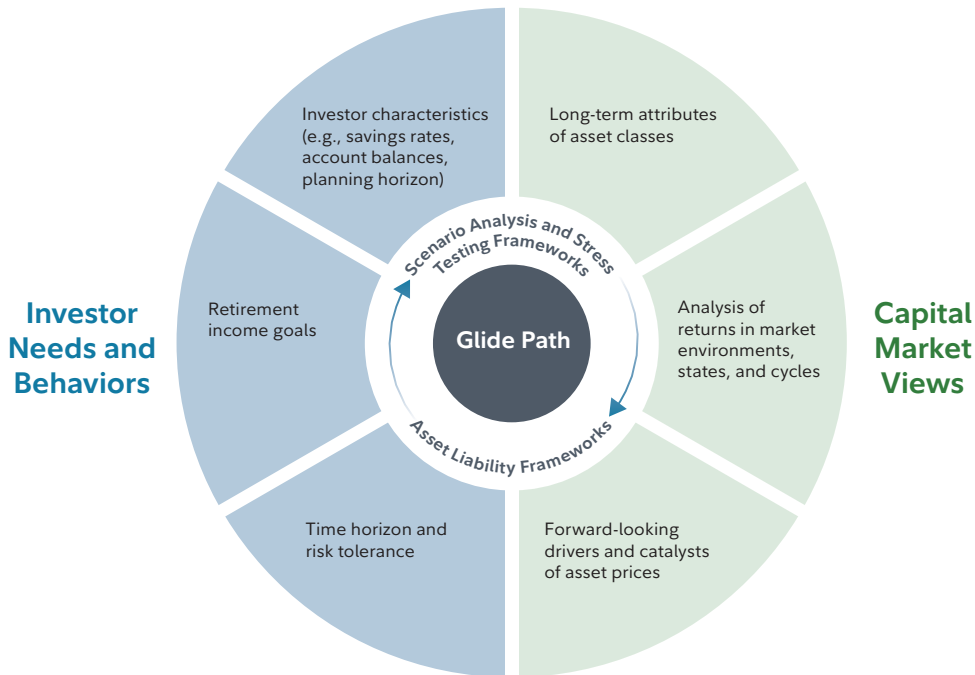 Investor characteristics
(e.g., savings rates,
account balances,
planning horizon)
Long-term attributes
of asset classes
Scenario Analysis and Stress
Testing Frameworks
Investor
Needs and
Behaviors
Retirement
income goals
Glide Path
Analysis of
returns in market
environments,
states, and cycles
Capital
Market
Views
Asset Liability Frameworks
Time horizon and
risk tolerance
Forward-looking
drivers and catalysts
of asset prices